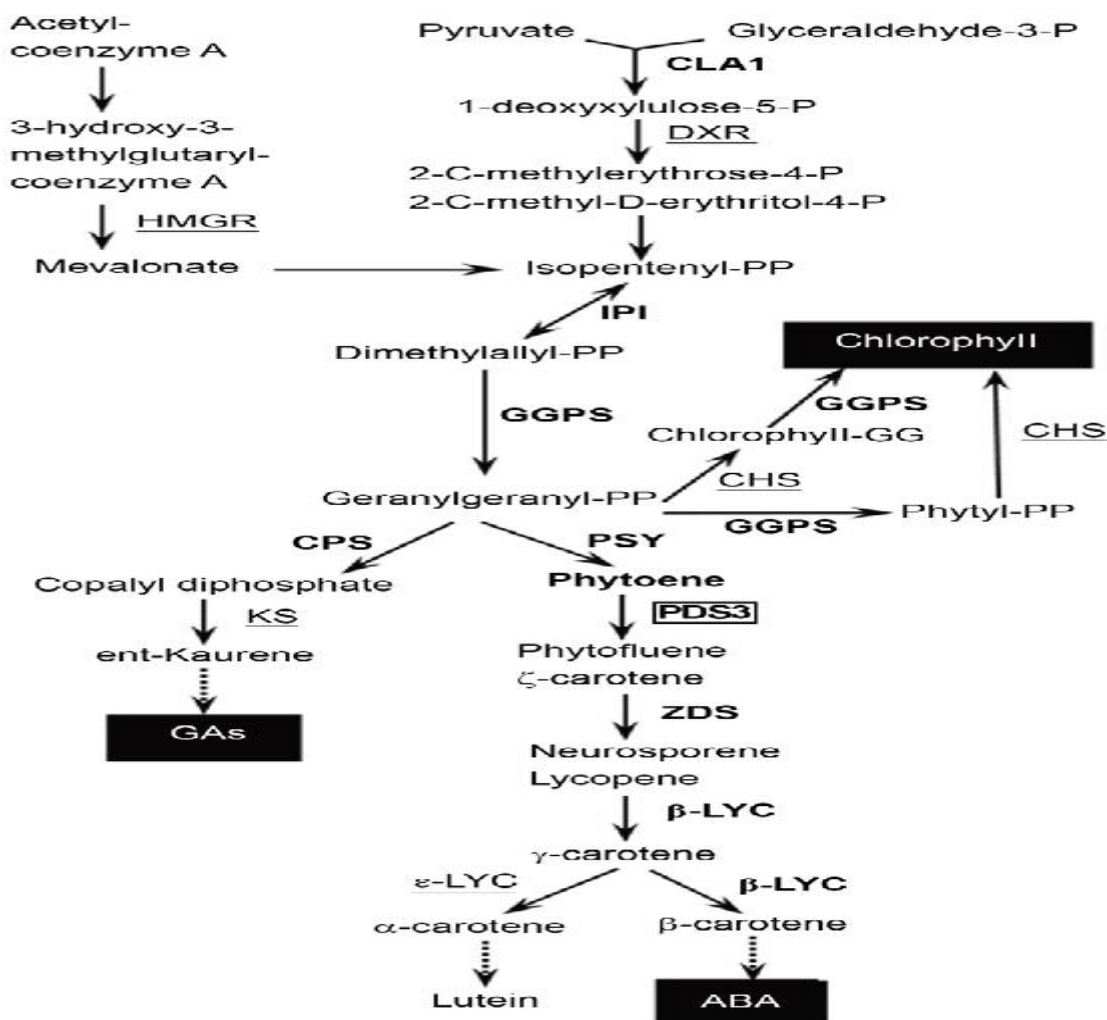 Acetyl-
coenzyme A
Pyruvate
Glyceraldehyde-3-P
CLA1
3-hydroxy-3-
methylglutaryl-
coenzyme A
1-deoxyxylulose-5-P
DXR
2-C-methylerythrose-4-P
2-C-methyl-D-erythritol-4-P
HMGR
Mevalonate
Isopentenyl-PP
IPI
Dimethylallyl-PP
Chlorophyll
GGPS
GGPS
Chlorophyll-GG
CHS
CHS
Geranylgeranyl-PP
GGPS
Phytyl-PP
CPS
PSY
Copalyl diphosphate
Phytoene
KS
PDS3
ent-Kaurene
Phytofluene
ζ-carotene
GAs
ZDS
Neurosporene
Lycopene
β-LYC
γ-carotene
ε-LYC
β-LYC
α-carotene
β-carotene
Lutein
ABA